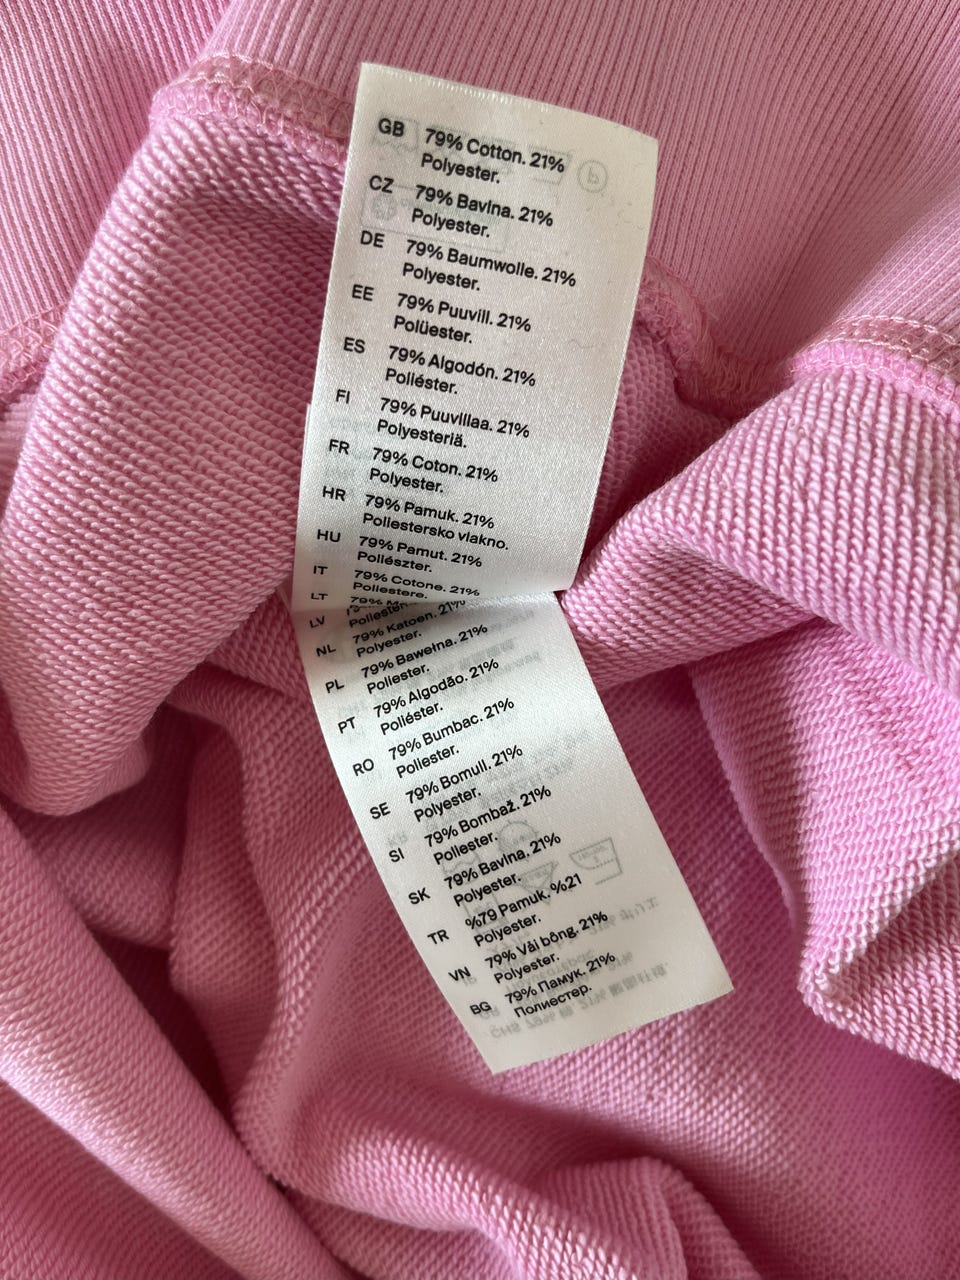 GB 79% Cotton. 21%
Polyester.
CZ 79% Bavlna. 21%
Polyester.
DE 79% Baumwolle. 21%
Polyester.
EE 79% Puuvill. 21%
Polüester.
ES 79% Algodón. 21%
Poliéster.
FI 79% Puuvillaa. 21%
Polyesteriä.
FR 79% Coton. 21%
Polyester.
HR 79% Pamuk. 21%
Poliestersko vlakno.
HU 79% Pamut. 21%
Poliészter.
IT 79% Cotone. 21%
Poliestere.
LT 79%
LV
NL 79% Katoen. 21%
Polyester.
PL 79% Bawełna. 21%
Poliester.
PT 79% Algodão. 21%
Poliéster.
RO 79% Bumbac. 21%
Poliester.
SE 79% Bomull. 21%
Polyester.
SI 79% Bombaž. 21%
Poliester.
SK 79% Bavlna. 21%
Polyester.
TR %79 Pamuk. %21
Polyester.
VN 79% Vải bông. 21%
Polyester.
BG 79% Памук. 21%
Полиестер.